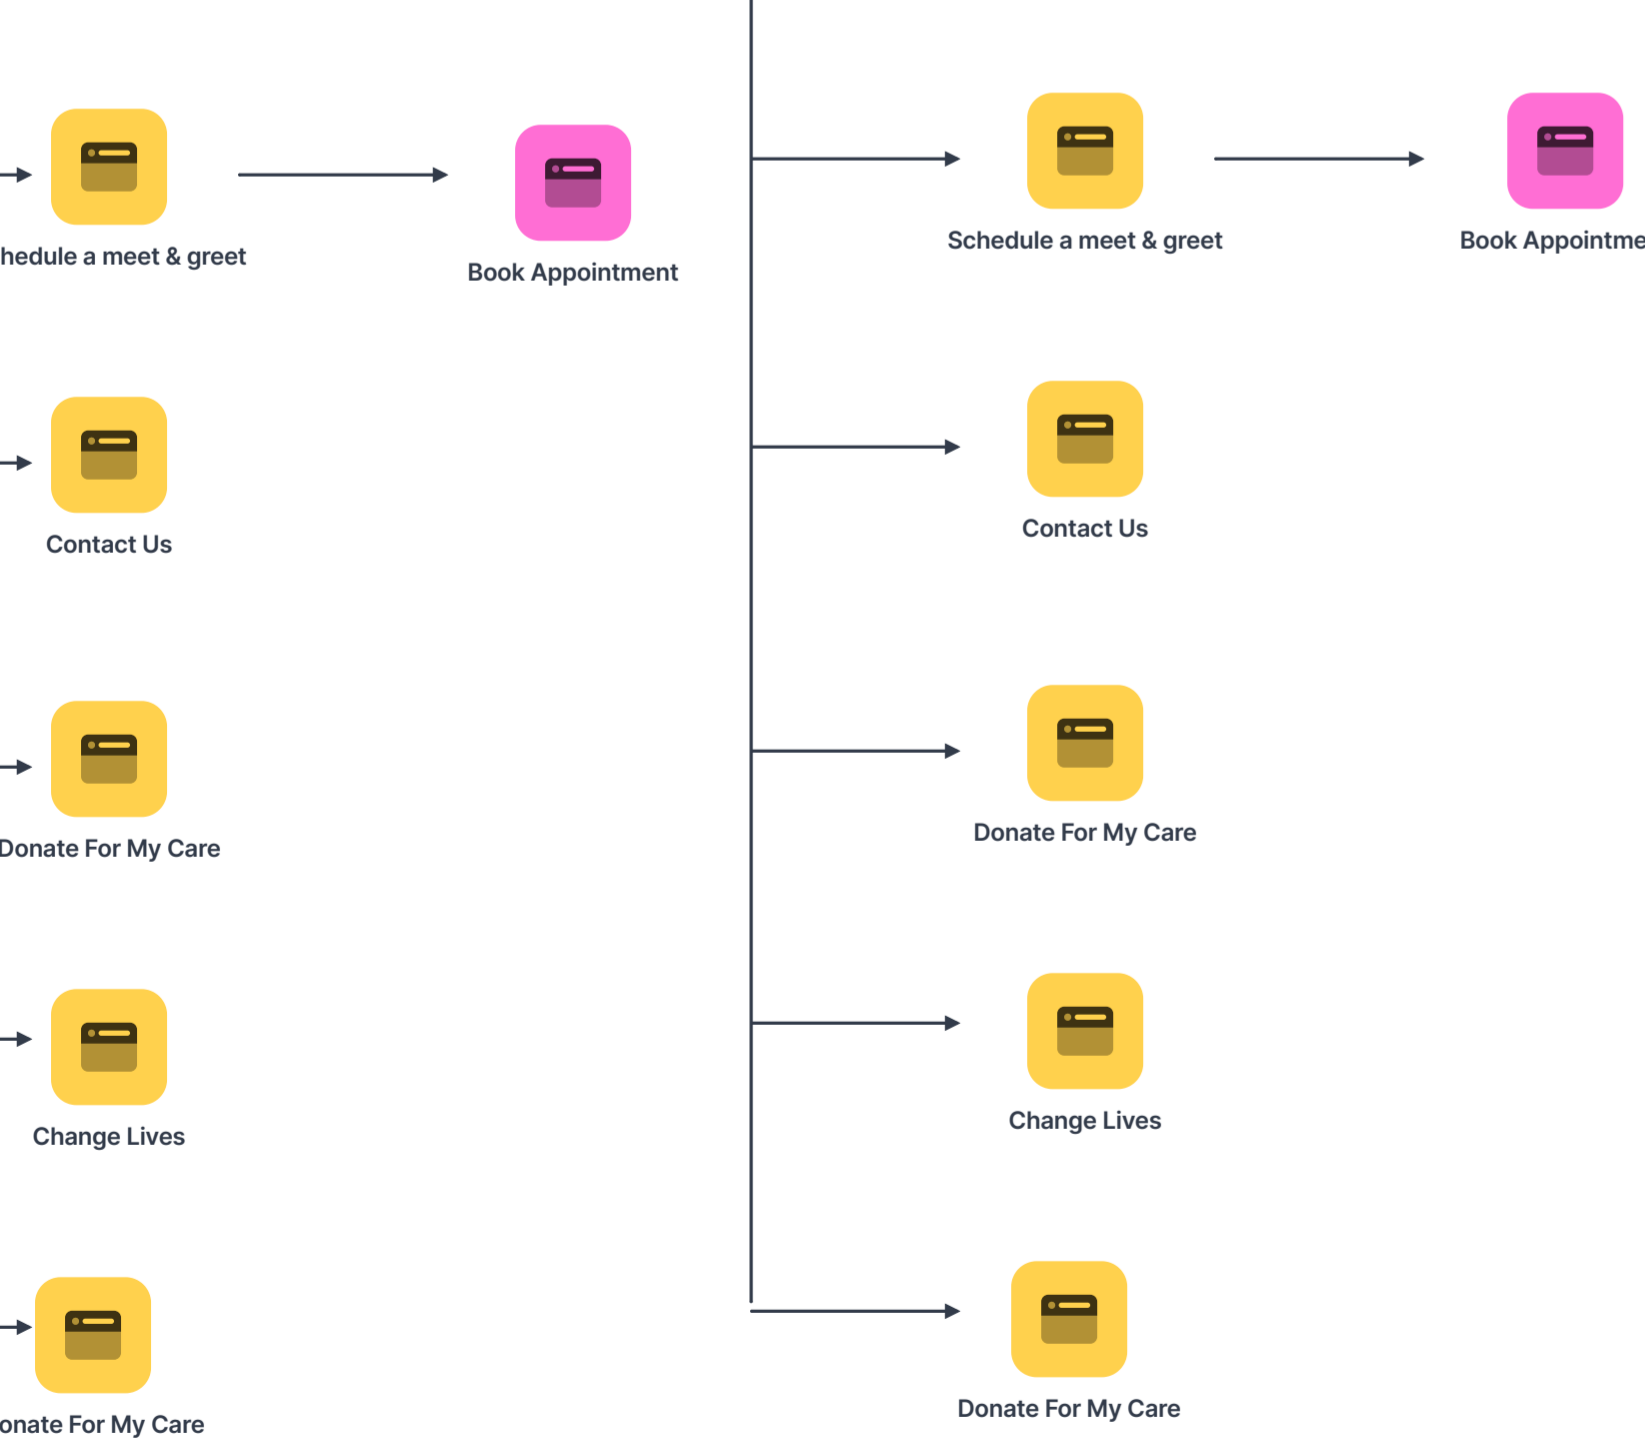 hedule a meet & greet
Book Appointment
Contact Us
Donate For My Care
Change Lives
onate For My Care
Schedule a meet & greet
Book Appointme
Contact Us
Donate For My Care
Change Lives
Donate For My Care